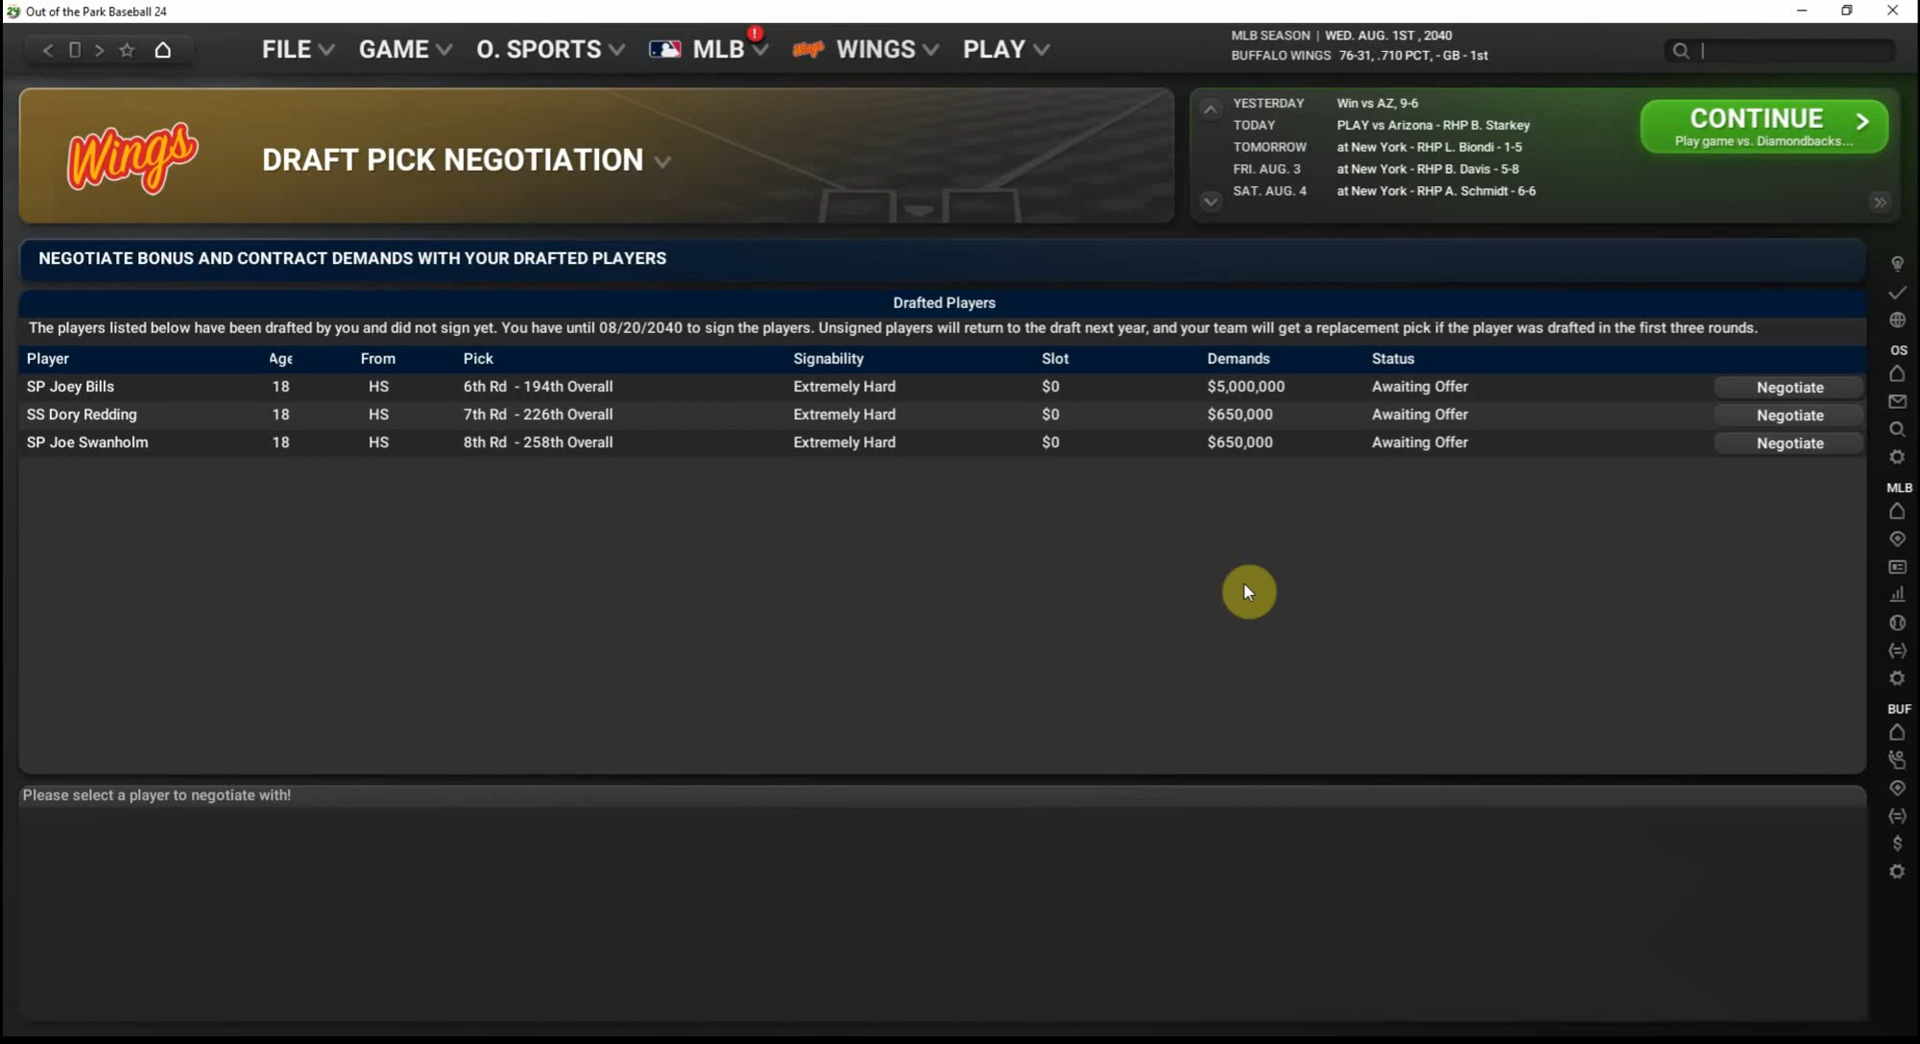 Out of the Park Baseball 24
FILE GAME O. SPORTS MLB ! WINGS PLAY
MLB SEASON | WED. AUG. 1ST , 2040
BUFFALO WINGS 76-31, .710 PCT, - GB - 1st
Wings
DRAFT PICK NEGOTIATION
YESTERDAY Win vs AZ, 9-6
TODAY PLAY vs Arizona - RHP B. Starkey
TOMORROW at New York - RHP L. Biondi - 1-5
FRI. AUG. 3 at New York - RHP B. Davis - 5-8
SAT. AUG. 4 at New York - RHP A. Schmidt - 6-6
CONTINUE
Play game vs. Diamondbacks...
NEGOTIATE BONUS AND CONTRACT DEMANDS WITH YOUR DRAFTED PLAYERS
Drafted Players
The players listed below have been drafted by you and did not sign yet. You have until 08/20/2040 to sign the players. Unsigned players will return to the draft next year, and your team will get a replacement pick if the player was drafted in the first three rounds.
Player Age From Pick Signability Slot Demands Status
SP Joey Bills 18 HS 6th Rd - 194th Overall Extremely Hard $0 $5,000,000 Awaiting Offer Negotiate
SS Dory Redding 18 HS 7th Rd - 226th Overall Extremely Hard $0 $650,000 Awaiting Offer Negotiate
SP Joe Swanholm 18 HS 8th Rd - 258th Overall Extremely Hard $0 $650,000 Awaiting Offer Negotiate
Please select a player to negotiate with!
OS
MLB
BUF